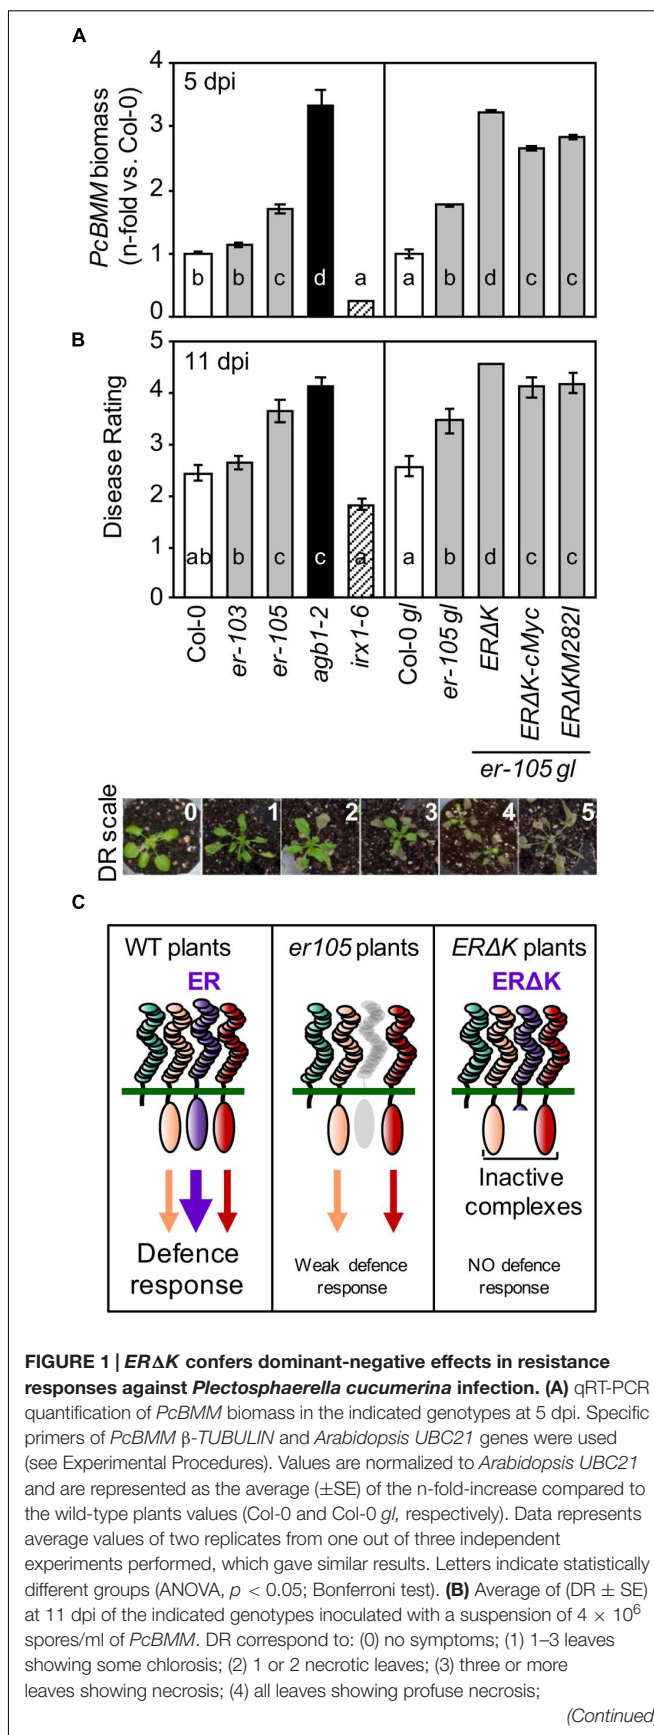 A
PcBMM biomass
(n-fold vs. Col-0)
4
3
2
1
0
5 dpi
b
b
c
d
a
a
b
d
c
c
B
Disease Rating
5
4
3
2
1
0
11 dpi
ab
b
c
c
a
a
b
d
c
c
Col-0
er-103
er-105
agb1-2
irx1-6
Col-0 gl
er-105 gl
ERΔK
ERΔK-cMyc
ERΔKM282I
er-105 gl
DR scale
0
1
2
3
4
5
C
WT plants
ER
Defence
response
er105 plants
Weak defence
response
ERΔK plants
ERΔK
Inactive
complexes
NO defence
response
FIGURE 1 | ERΔK confers dominant-negative effects in resistance
responses against Plectosphaerella cucumerina infection. (A) qRT-PCR
quantification of PcBMM biomass in the indicated genotypes at 5 dpi. Specific
primers of PcBMM β-TUBULIN and Arabidopsis UBC21 genes were used
(see Experimental Procedures). Values are normalized to Arabidopsis UBC21
and are represented as the average (±SE) of the n-fold-increase compared to
the wild-type plants values (Col-0 and Col-0 gl, respectively). Data represents
average values of two replicates from one out of three independent
experiments performed, which gave similar results. Letters indicate statistically
different groups (ANOVA, p < 0.05; Bonferroni test). (B) Average of (DR ± SE)
at 11 dpi of the indicated genotypes inoculated with a suspension of 4 × 10⁶
spores/ml of PcBMM. DR correspond to: (0) no symptoms; (1) 1–3 leaves
showing some chlorosis; (2) 1 or 2 necrotic leaves; (3) three or more
leaves showing necrosis; (4) all leaves showing profuse necrosis;
(Continued)